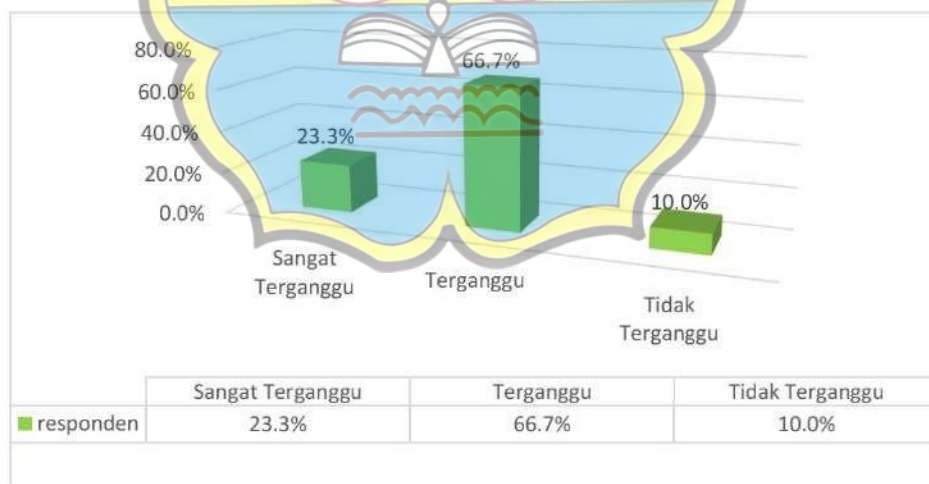 80.0%
60.0%
40.0%
20.0%
0.0%
23.3%
66.7%
10.0%
Sangat
Terganggu
Terganggu
Tidak
Terganggu
Sangat Terganggu Terganggu Tidak Terganggu
responden 23.3% 66.7% 10.0%